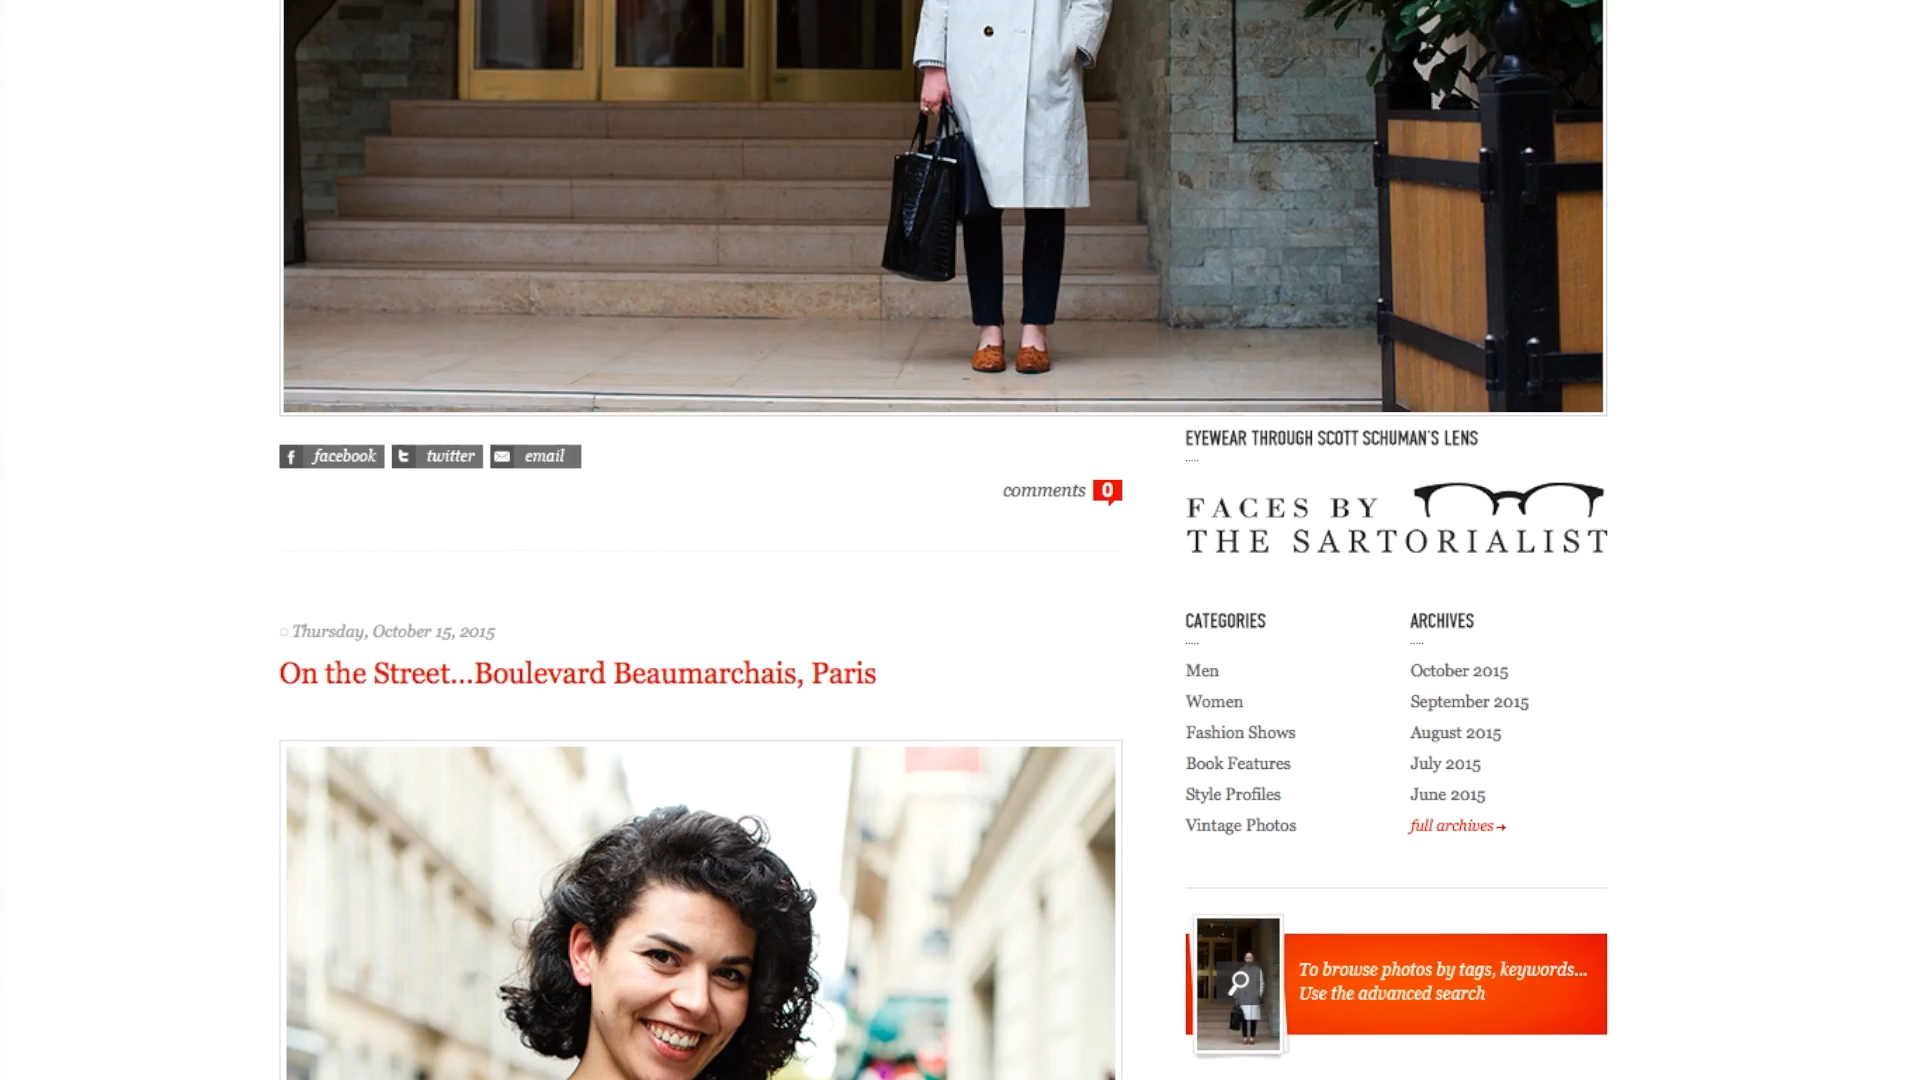 facebook twitter email
comments 0
Thursday, October 15, 2015
On the Street...Boulevard Beaumarchais, Paris
EYEWEAR THROUGH SCOTT SCHUMAN'S LENS
FACES BY
THE SARTORIALIST
CATEGORIES
Men
Women
Fashion Shows
Book Features
Style Profiles
Vintage Photos
ARCHIVES
October 2015
September 2015
August 2015
July 2015
June 2015
full archives→
To browse photos by tags, keywords...
Use the advanced search